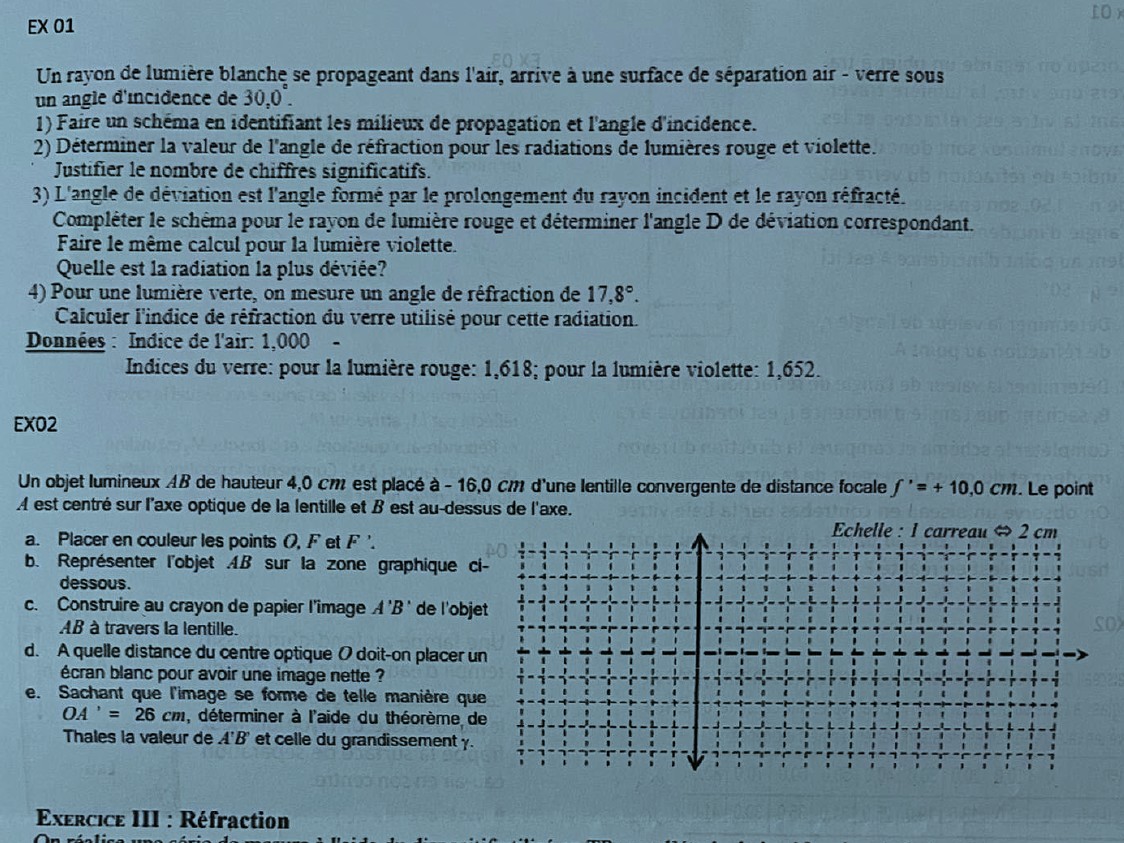 EX 01
Un rayon de lumière blanche se propageant dans l'air, arrive à une surface de séparation air - verre sous
un angle d'incidence de 30,0°.
1) Faire un schéma en identifiant les milieux de propagation et l'angle d'incidence.
2) Déterminer la valeur de l'angle de réfraction pour les radiations de lumières rouge et violette.
Justifier le nombre de chiffres significatifs.
3) L'angle de déviation est l'angle formé par le prolongement du rayon incident et le rayon réfracté.
Compléter le schéma pour le rayon de lumière rouge et déterminer l'angle D de déviation correspondant.
Faire le même calcul pour la lumière violette.
Quelle est la radiation la plus déviée?
4) Pour une lumière verte, on mesure un angle de réfraction de 17,8°.
Calculer l'indice de réfraction du verre utilisé pour cette radiation.
Données : Indice de l'air: 1,000 -
Indices du verre: pour la lumière rouge: 1,618; pour la lumière violette: 1,652.
EX02
Un objet lumineux AB de hauteur 4,0 cm est placé à - 16,0 cm d'une lentille convergente de distance focale f '= + 10,0 cm. Le point
A est centré sur l'axe optique de la lentille et B est au-dessus de l'axe.
a. Placer en couleur les points O, F et F '.
b. Représenter l'objet AB sur la zone graphique ci-
dessous.
c. Construire au crayon de papier l'image A'B' de l'objet
AB à travers la lentille.
d. A quelle distance du centre optique O doit-on placer un
écran blanc pour avoir une image nette ?
e. Sachant que l'image se forme de telle manière que
OA ' = 26 cm, déterminer à l'aide du théorème de
Thales la valeur de A'B' et celle du grandissement γ.
Echelle : 1 carreau ⇔ 2 cm
EXERCICE III : Réfraction